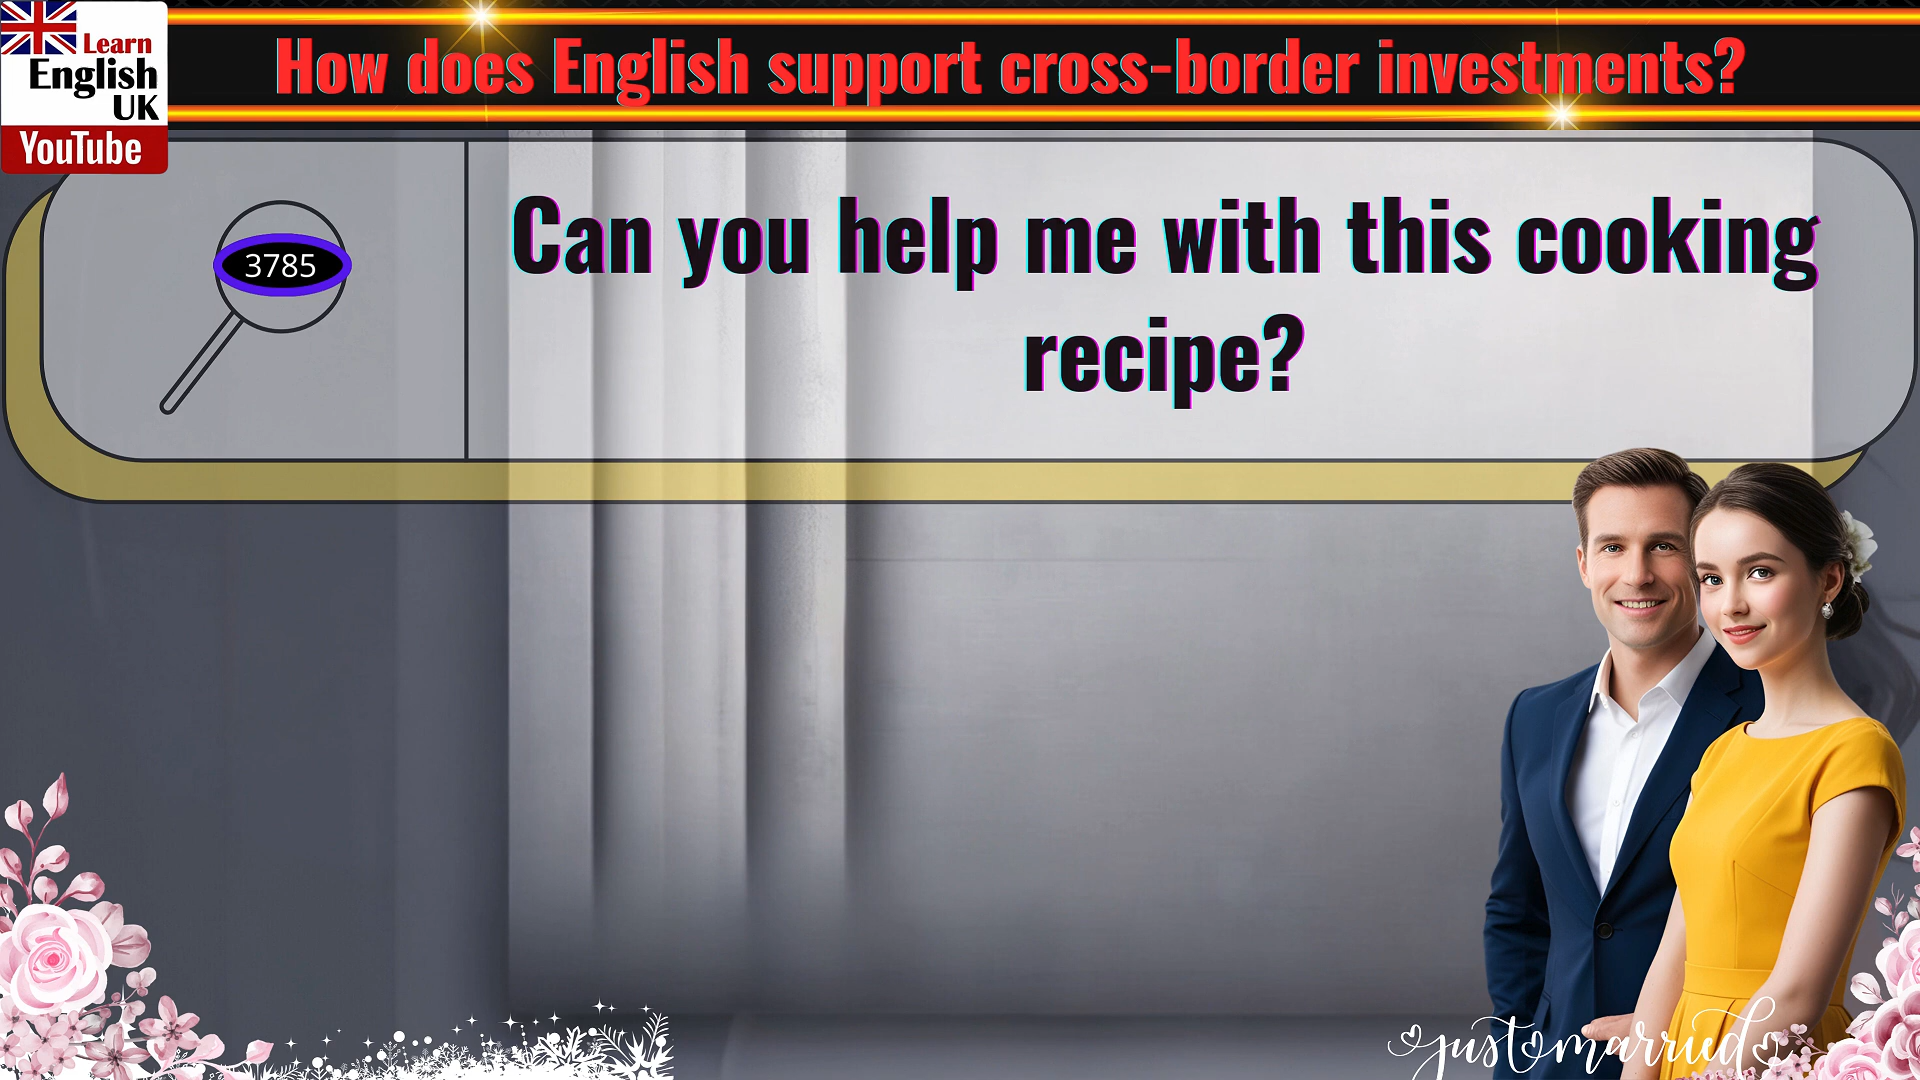 Learn
English
UK
YouTube
How does English support cross-border investments?
3785
Can you help me with this cooking
recipe?
just married